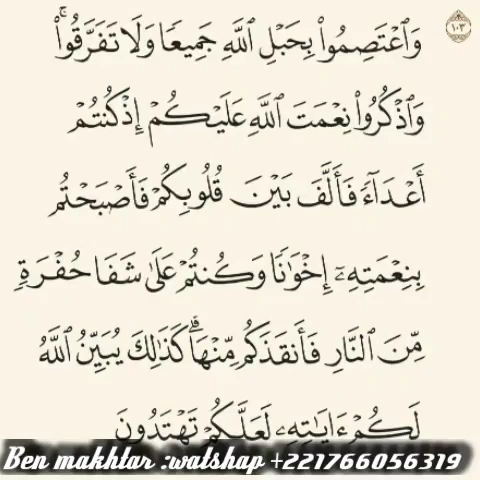 ١٠٣
وَٱعْتَصِمُوا۟ بِحَبْلِ ٱللَّهِ جَمِيعًا وَلَا تَفَرَّقُوا۟ ۚ
وَٱذْكُرُوا۟ نِعْمَتَ ٱللَّهِ عَلَيْكُمْ إِذْ كُنتُمْ
أَعْدَآءً فَأَلَّفَ بَيْنَ قُلُوبِكُمْ فَأَصْبَحْتُم
بِنِعْمَتِهِۦٓ إِخْوَٰنًا وَكُنتُمْ عَلَىٰ شَفَا حُفْرَةٍ
مِّنَ ٱلنَّارِ فَأَنقَذَكُم مِّنْهَا ۗ كَذَٰلِكَ يُبَيِّنُ ٱللَّهُ
لَكُمْ ءَايَٰتِهِۦ لَعَلَّكُمْ تَهْتَدُونَ
Ben makhtar :watshap +221766056319